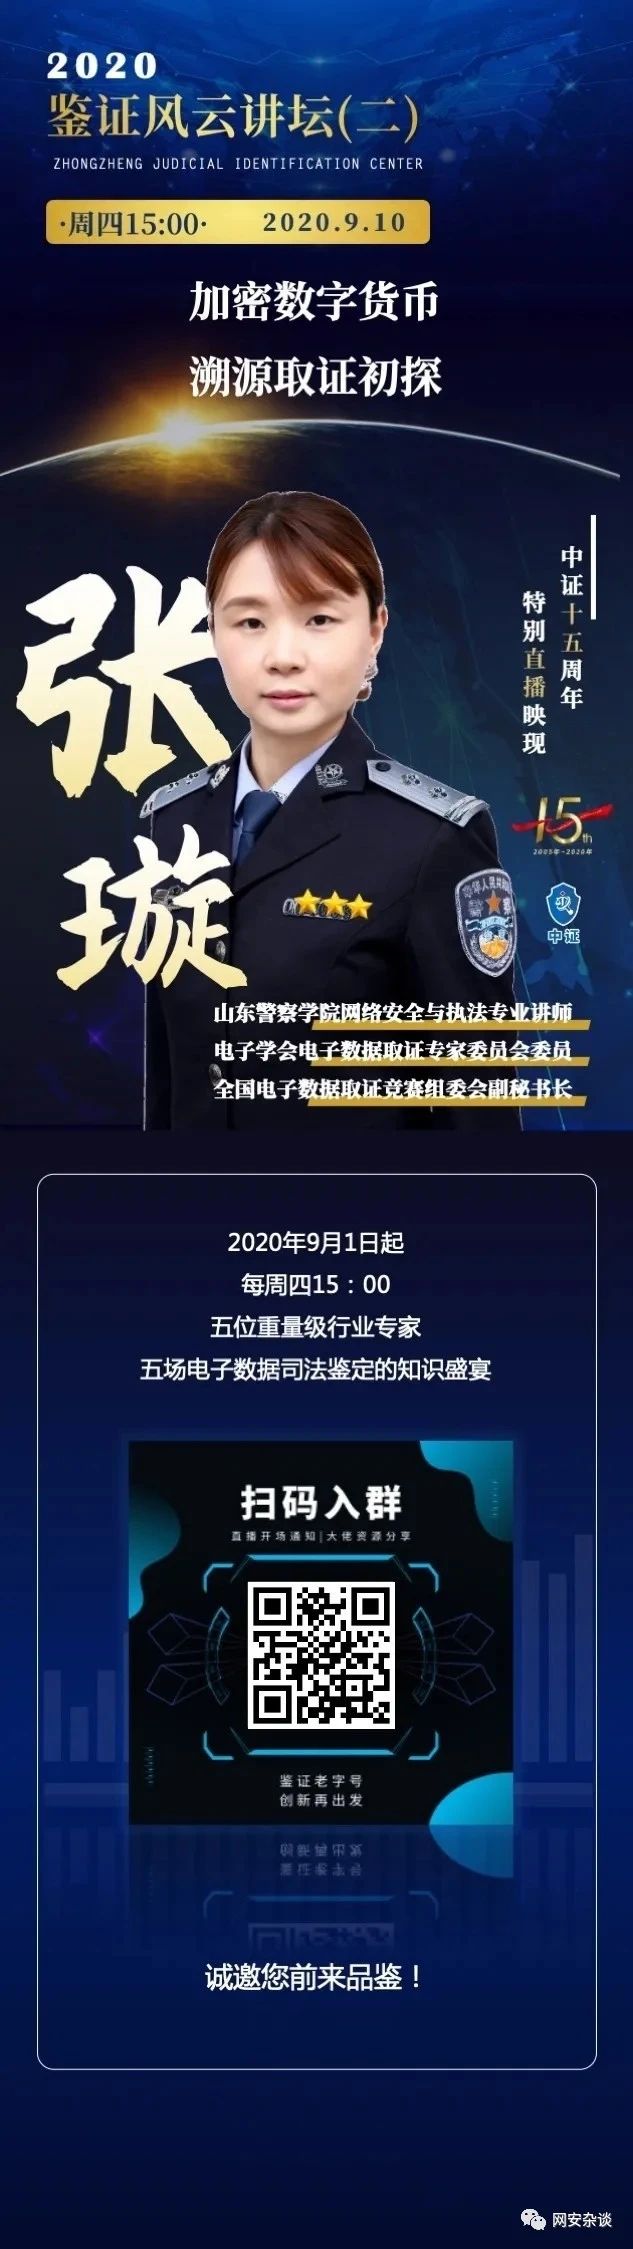 2020
鉴证风云讲坛(二)
ZHONGZHENG JUDICIAL IDENTIFICATION CENTER
·周四15:00· 2020.9.10
加密数字货币
溯源取证初探
张
璇
中证十五周年
特别直播映现
15th
2005年-2020年
中证
山东警察学院网络安全与执法专业讲师
电子学会电子数据取证专家委员会委员
全国电子数据取证竞赛组委会副秘书长
2020年9月1日起
每周四15：00
五位重量级行业专家
五场电子数据司法鉴定的知识盛宴
扫码入群
直播开场通知|大佬资源分享
鉴证老字号
创新再出发
诚邀您前来品鉴！
网安杂谈